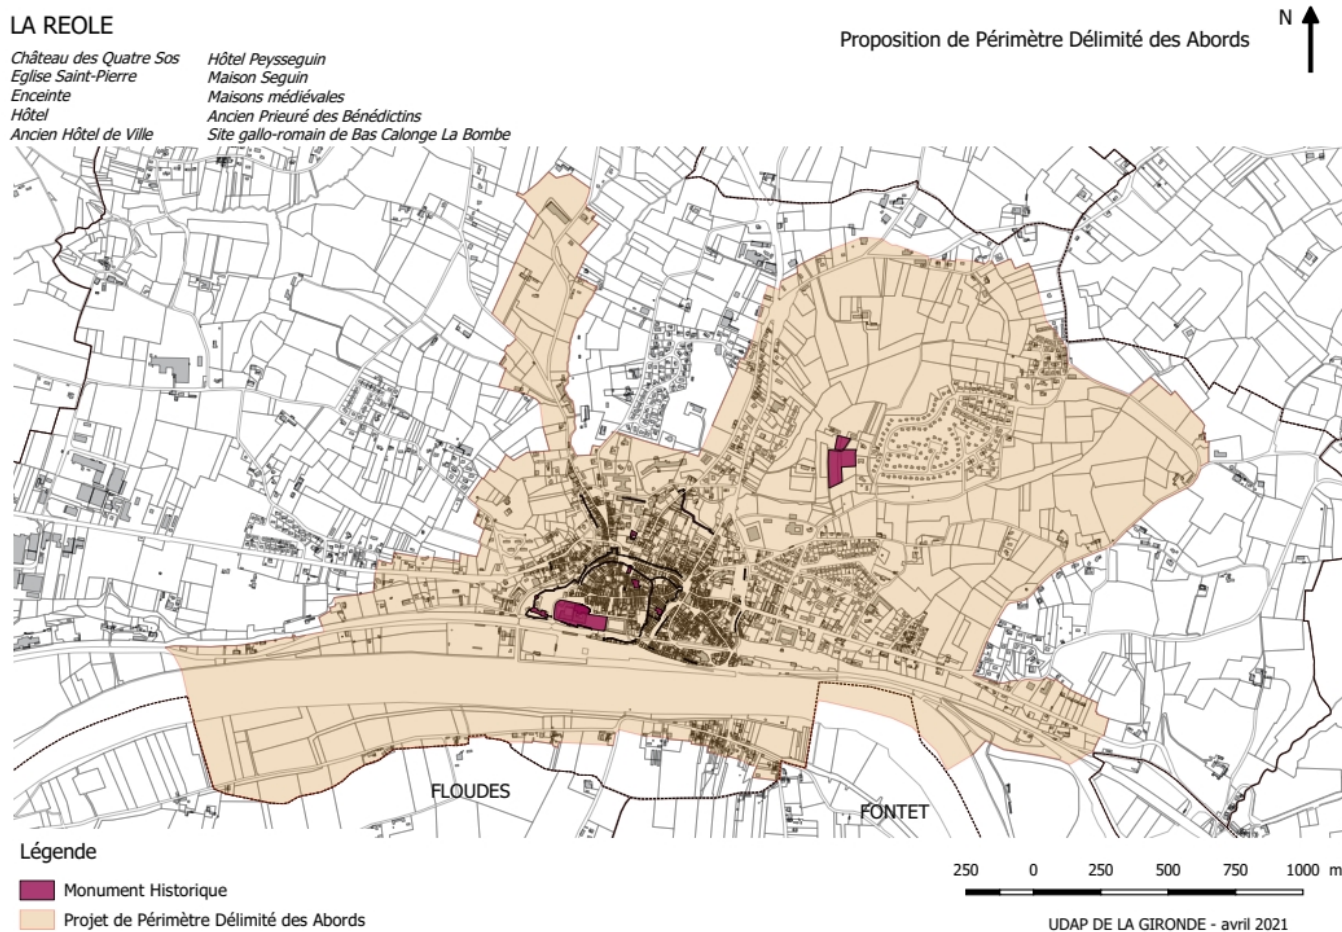 LA REOLE
Proposition de Périmètre Délimité des Abords
N
Château des Quatre Sos
Eglise Saint-Pierre
Enceinte
Hôtel
Ancien Hôtel de Ville
Hôtel Peysseguin
Maison Seguin
Maisons médiévales
Ancien Prieuré des Bénédictins
Site gallo-romain de Bas Calonge La Bombe
FLOUDES
FONTET
Légende
Monument Historique
Projet de Périmètre Délimité des Abords
250 0 250 500 750 1000 m
UDAP DE LA GIRONDE - avril 2021